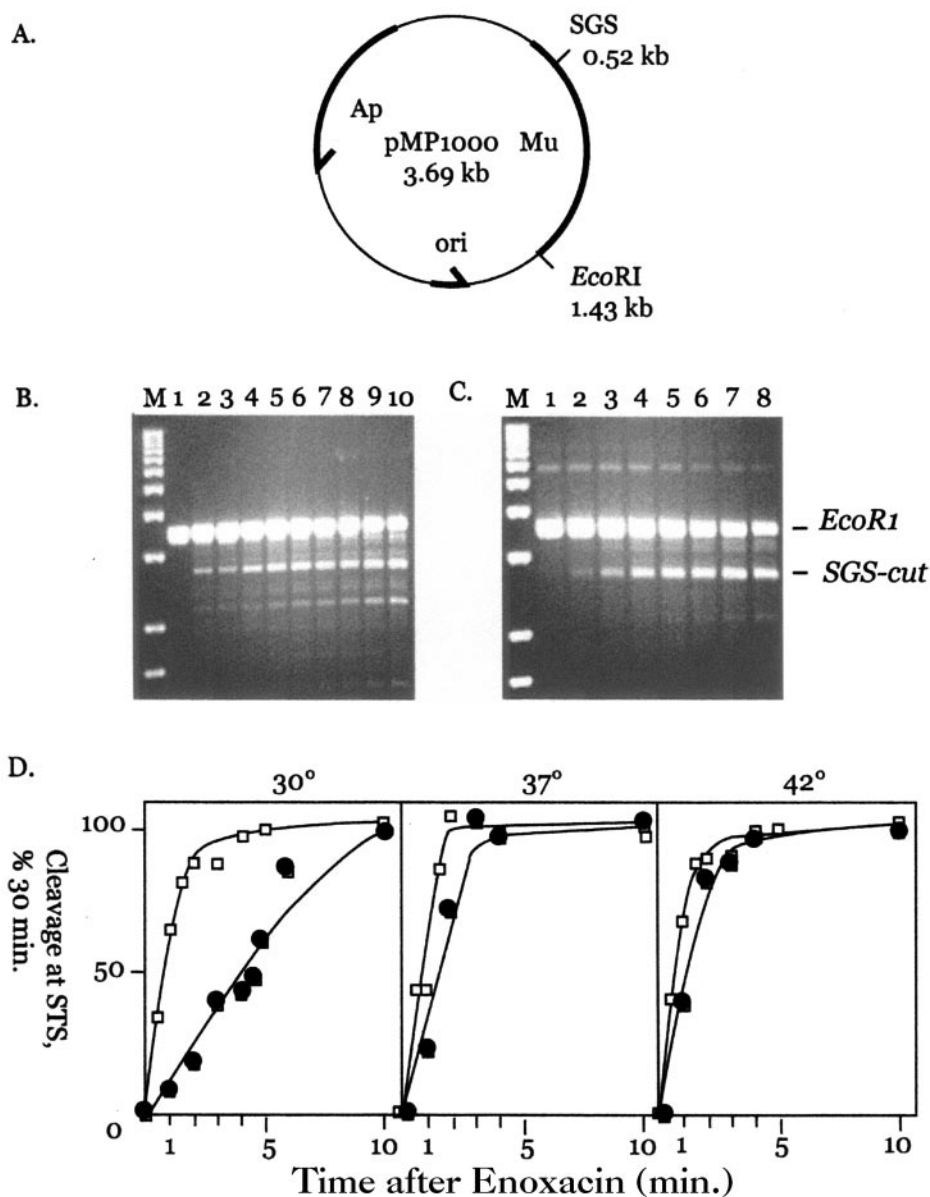 A.
SGS
0.52 kb
Ap
pMP1000 Mu
3.69 kb
ori
EcoRI
1.43 kb
B.
M 1 2 3 4 5 6 7 8 9 10
C.
M 1 2 3 4 5 6 7 8
EcoR1
SGS-cut
D.
30° 37° 42°
Cleavage at STS,
% 30 min.
100
50
0
1 5 10 1 5 10 1 5 10
Time after Enoxacin (min.)